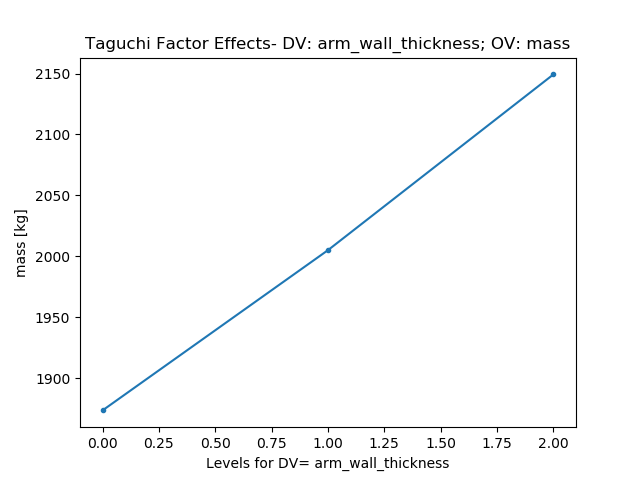 Taguchi Factor Effects- DV: arm_wall_thickness; OV: mass
2150
2100
2050
2000
1950
1900
mass [kg]
0.00 0.25 0.50 0.75 1.00 1.25 1.50 1.75 2.00
Levels for DV= arm_wall_thickness